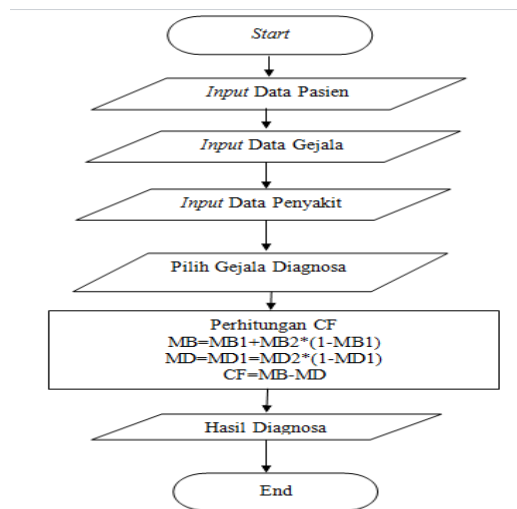 Start
Input Data Pasien
Input Data Gejala
Input Data Penyakit
Pilih Gejala Diagnosa
Perhitungan CF
MB=MB1+MB2*(1-MB1)
MD=MD1=MD2*(1-MD1)
CF=MB-MD
Hasil Diagnosa
End